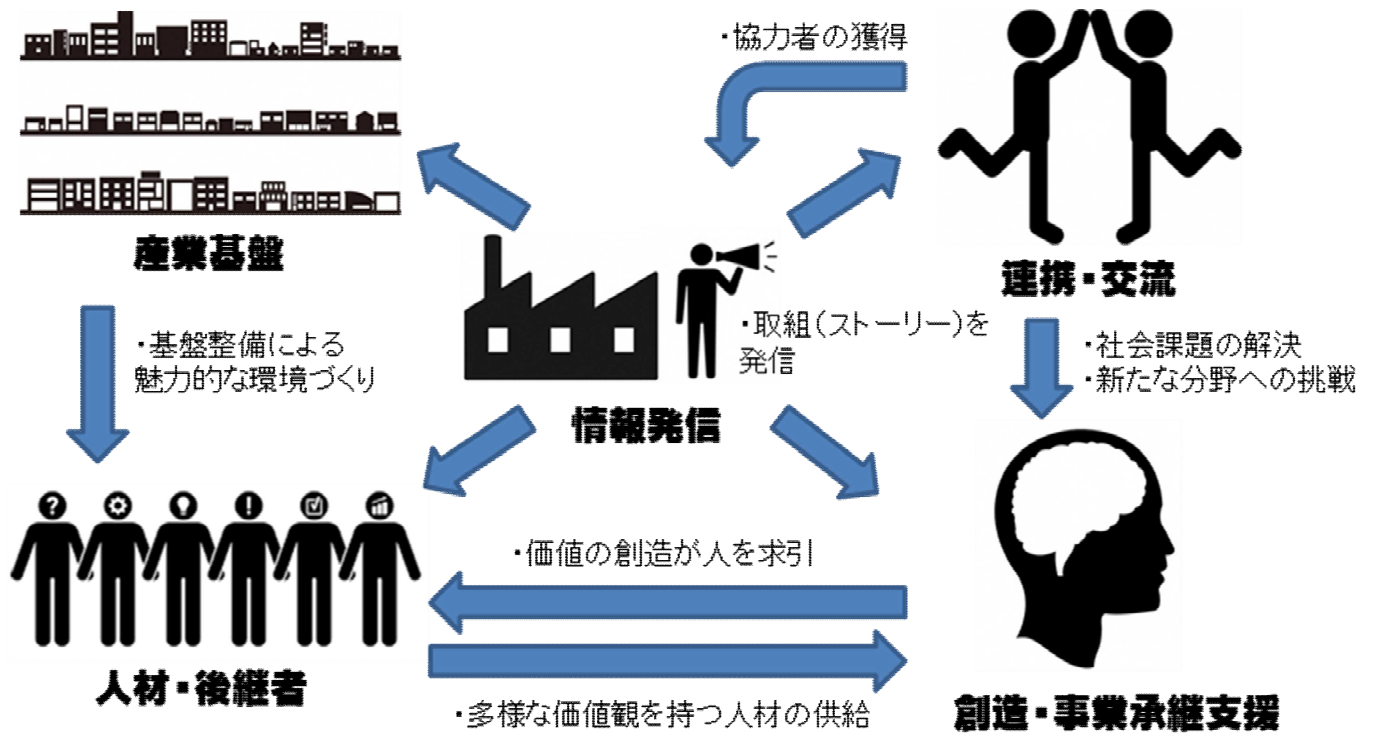 ・協力者の獲得
産業基盤
連携・交流
・取組(ストーリー)を
発信
・基盤整備による
魅力的な環境づくり
・社会課題の解決
・新たな分野への挑戦
情報発信
・価値の創造が人を求引
人材・後継者
・多様な価値観を持つ人材の供給
創造・事業承継支援